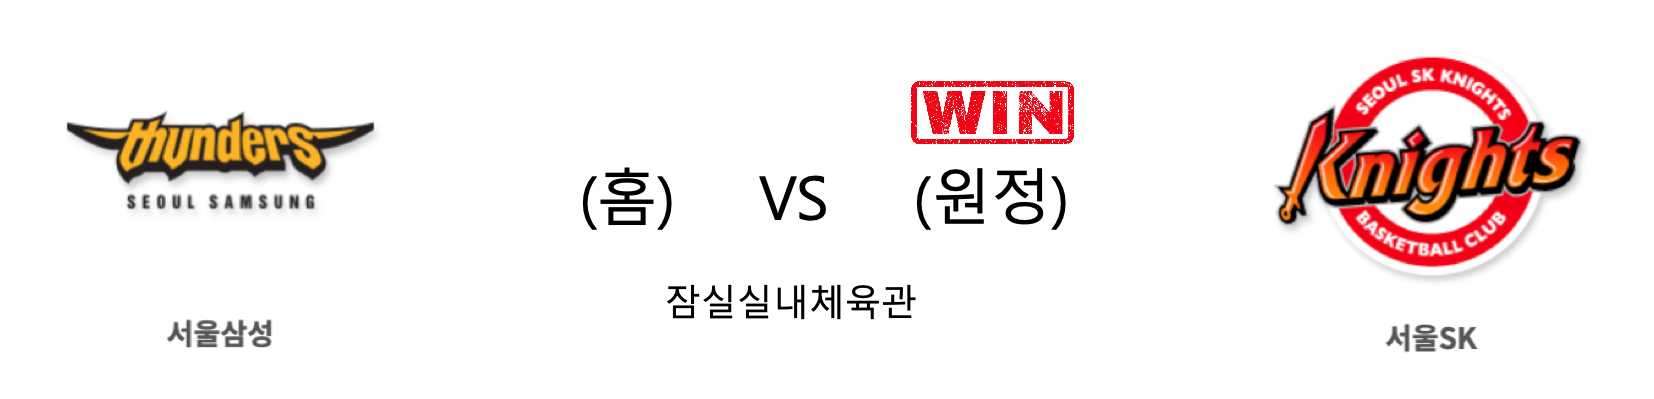 thunders
SEOUL SAMSUNG
서울삼성
WIN
(홈) VS (원정)
잠실실내체육관
SEOUL SK KNIGHTS
Knights
BASKETBALL CLUB
서울SK